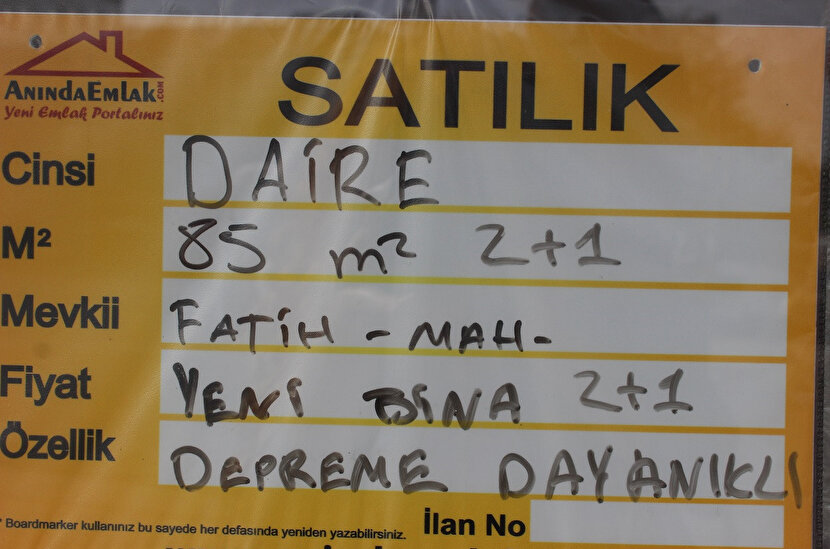 ANINDAEMLAK.COM
Yeni Emlak Portalınız
SATILIK
Cinsi DAİRE
M² 85 m² 2+1
Mevkii FATİH - MAH-
Fiyat YENİ BİNA 2+1
Özellik DEPREME DAYANIKLI
* Boardmarker kullanınız bu sayede her defasında yeniden yazabilirsiniz. İlan No